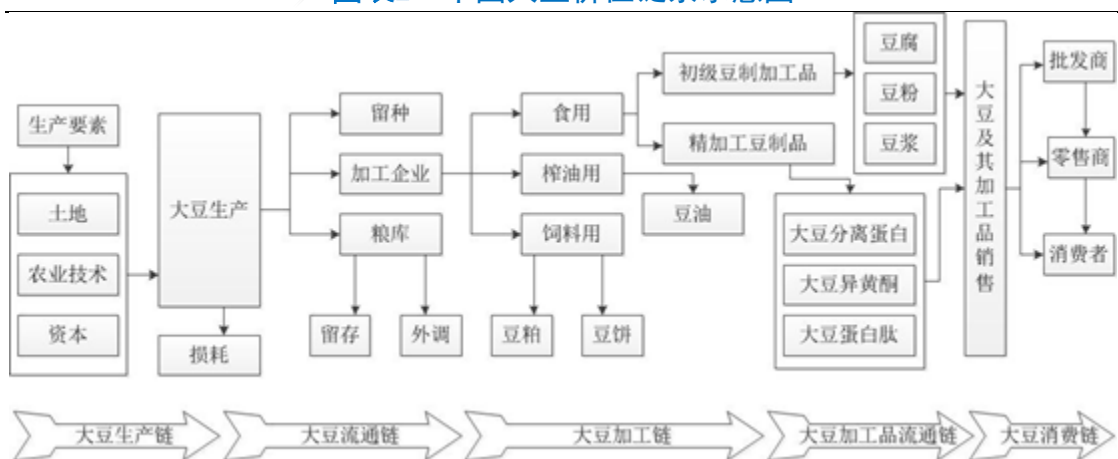 生产要素
土地
农业技术
资本
大豆生产
损耗
留种
加工企业
粮库
留存
外调
食用
榨油用
饲料用
豆粕
豆饼
豆油
初级豆制加工品
精加工豆制品
豆腐
豆粉
豆浆
大豆分离蛋白
大豆异黄酮
大豆蛋白肽
大豆及其加工品销售
批发商
零售商
消费者
大豆生产链
大豆流通链
大豆加工链
大豆加工品流通链
大豆消费链